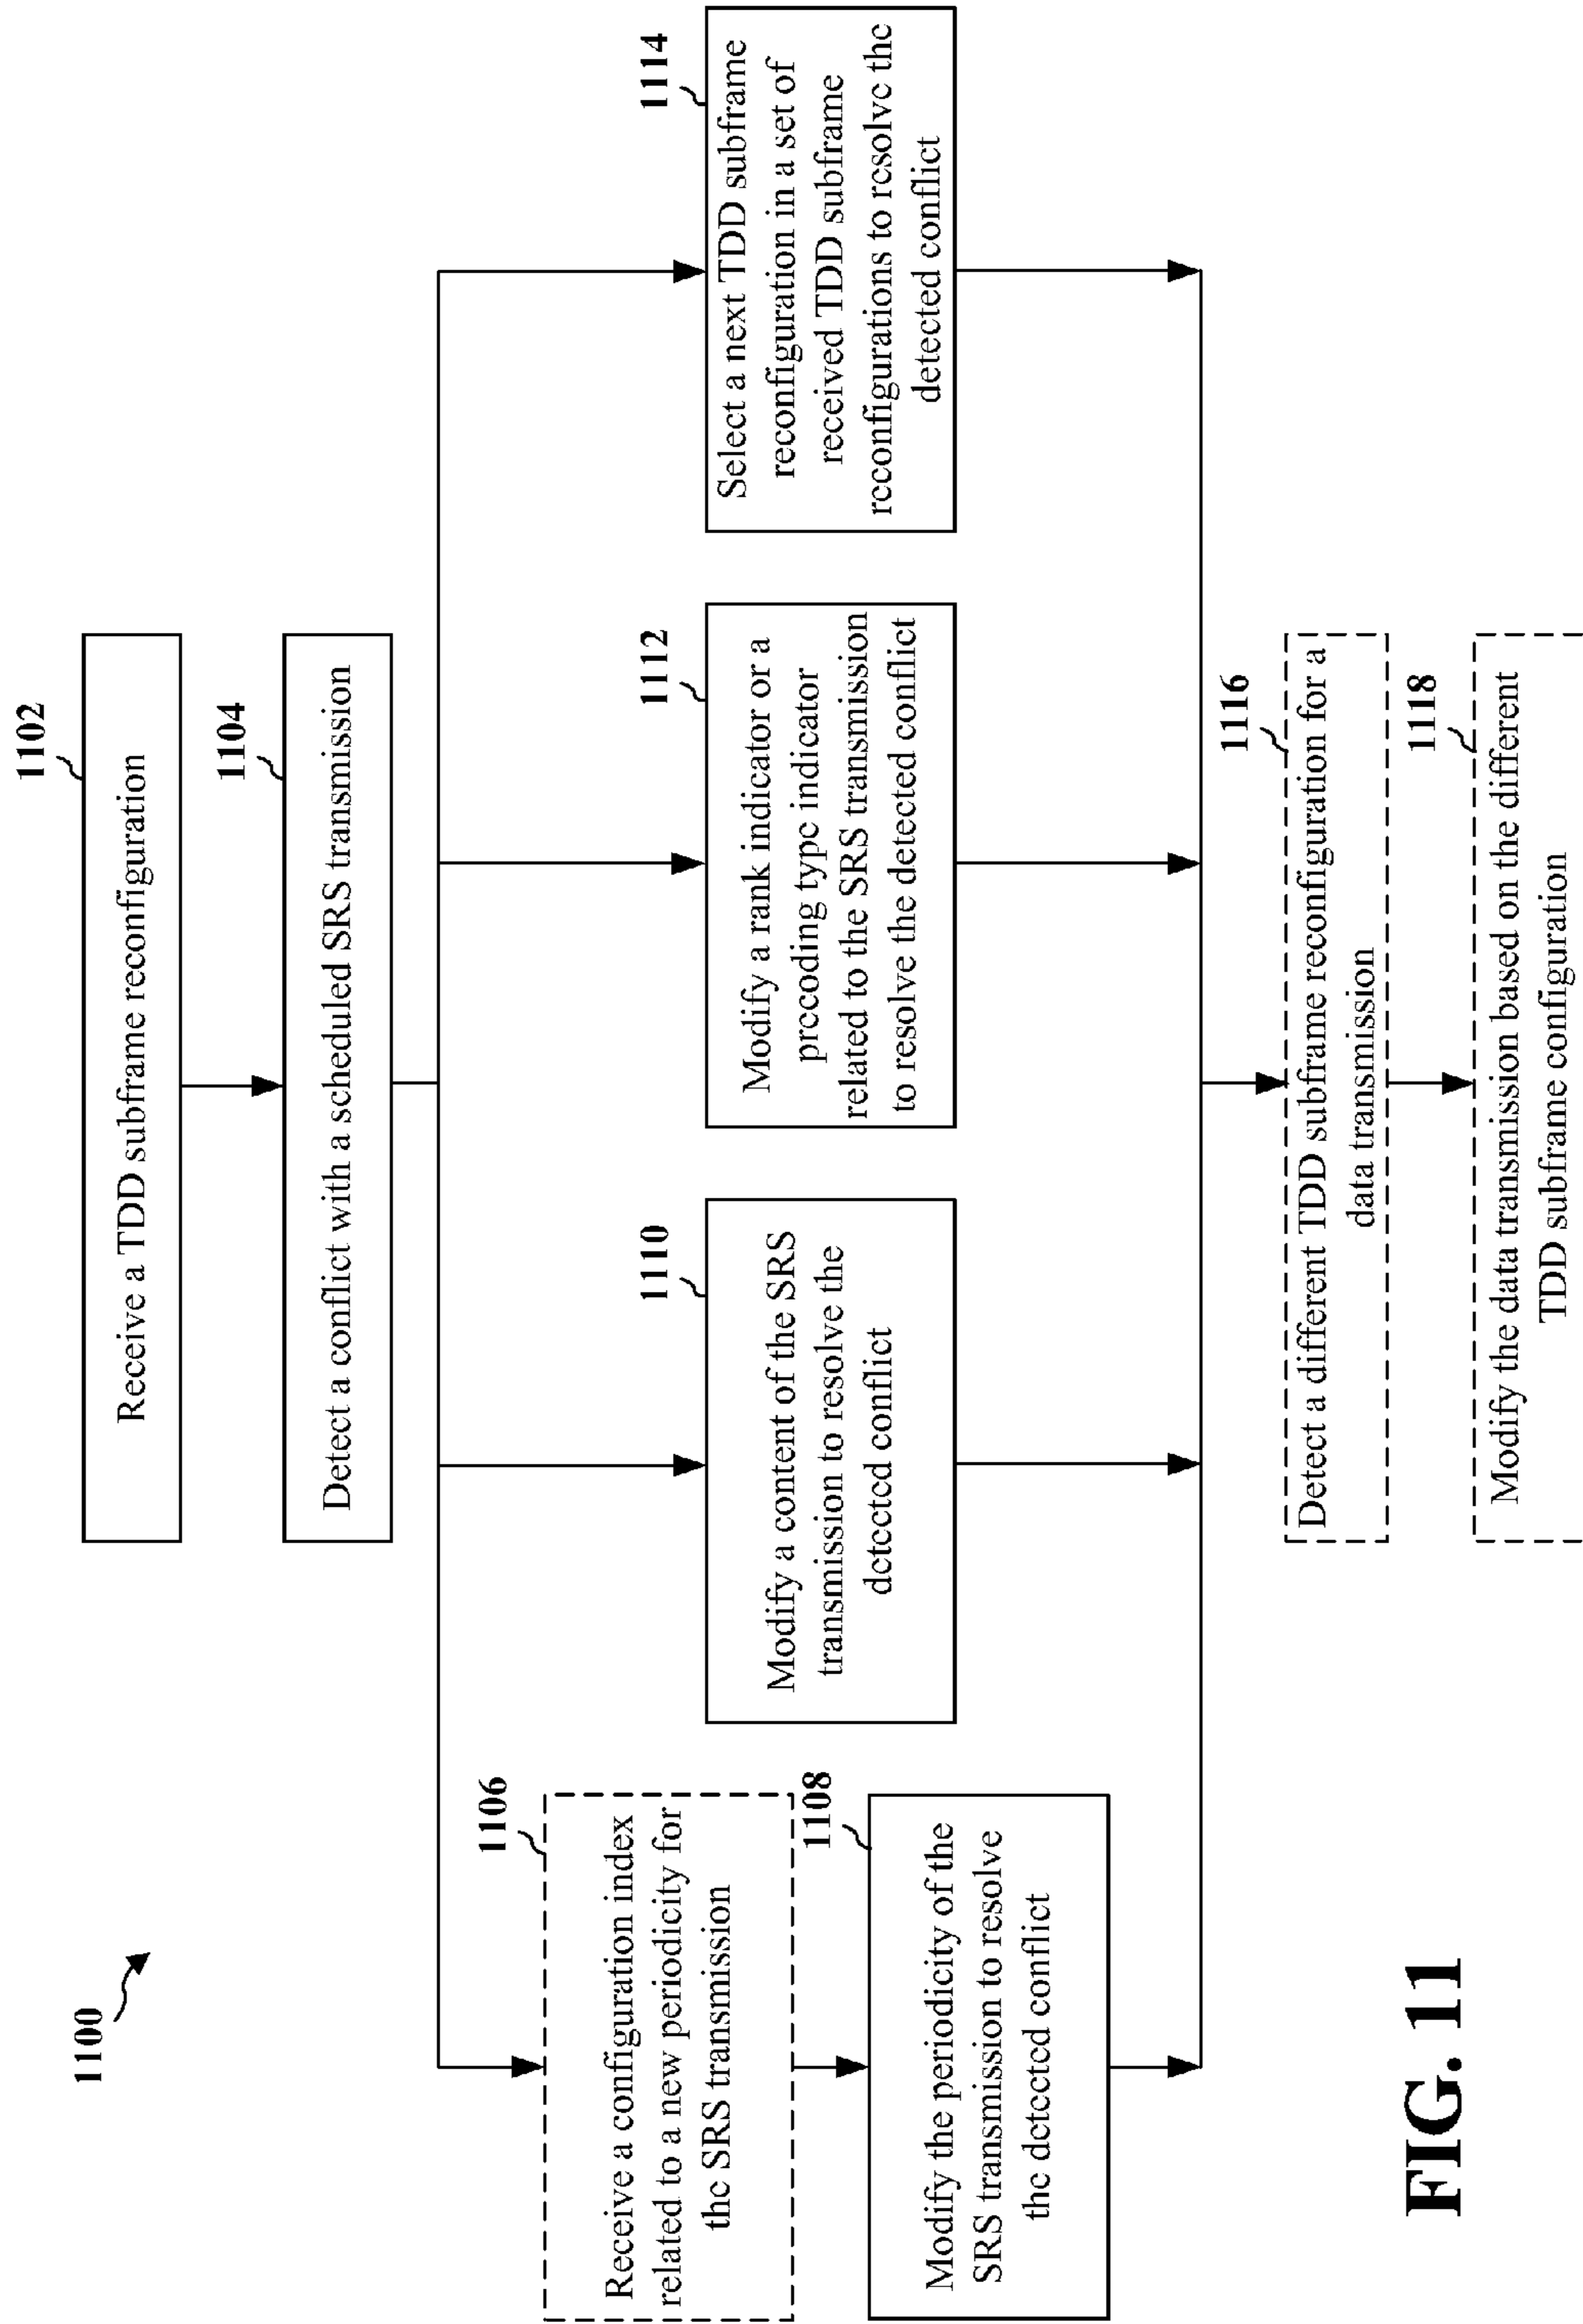 1100
1102
Receive a TDD subframe reconfiguration
1104
Detect a conflict with a scheduled SRS transmission
1106
Receive a configuration index
related to a new periodicity for
the SRS transmission
1108
Modify the periodicity of the
SRS transmission to resolve
the detected conflict
1110
Modify a content of the SRS
transmission to resolve the
detected conflict
1112
Modify a rank indicator or a
precoding type indicator
related to the SRS transmission
to resolve the detected conflict
1114
Select a next TDD subframe
reconfiguration in a set of
received TDD subframe
reconfigurations to resolve the
detected conflict
1116
Detect a different TDD subframe reconfiguration for a
data transmission
1118
Modify the data transmission based on the different
TDD subframe configuration
FIG. 11